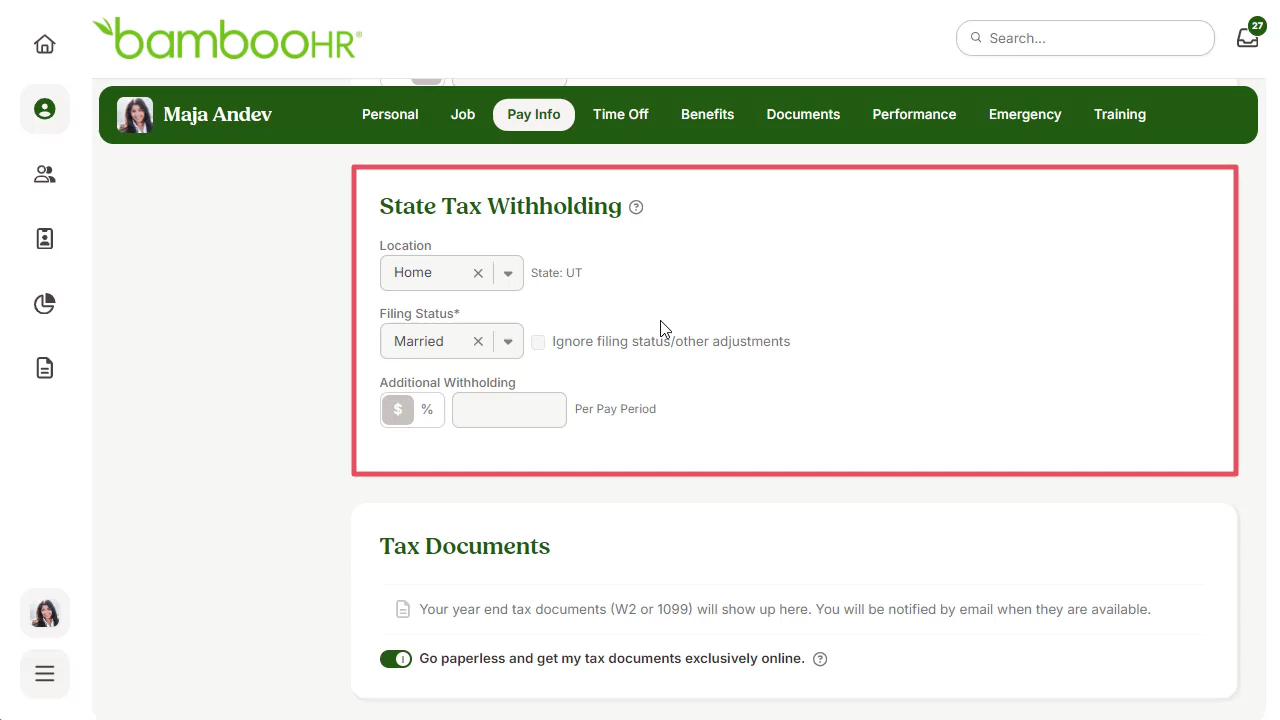 bambooHR®
Search...
27
Maja Andev
Personal
Job
Pay Info
Time Off
Benefits
Documents
Performance
Emergency
Training
State Tax Withholding ?
Location
Home
State: UT
Filing Status*
Married
Ignore filing status/other adjustments
Additional Withholding
$ %
Per Pay Period
Tax Documents
Your year end tax documents (W2 or 1099) will show up here. You will be notified by email when they are available.
Go paperless and get my tax documents exclusively online. ?